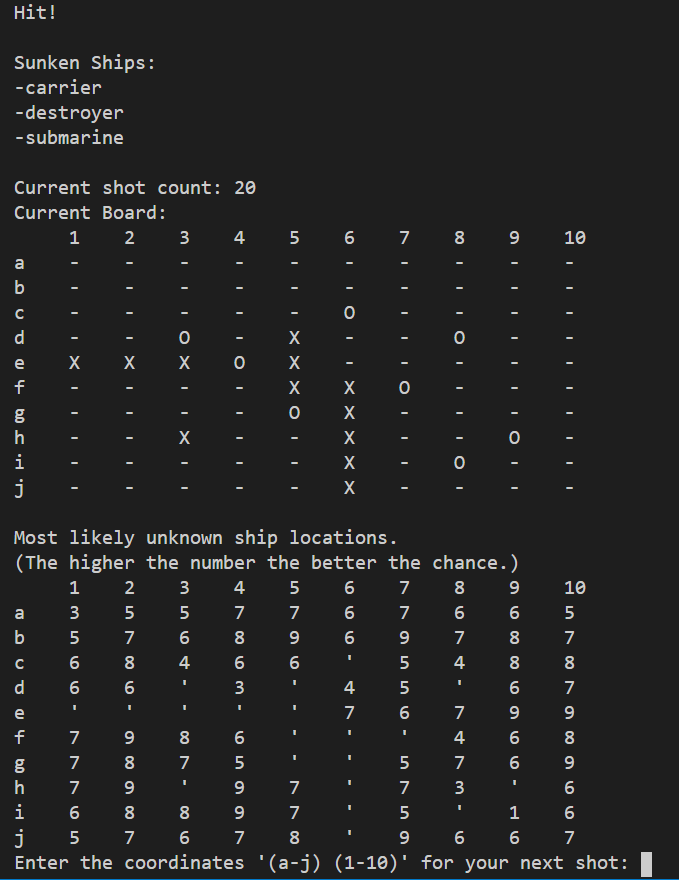 Hit!

Sunken Ships:
-carrier
-destroyer
-submarine

Current shot count: 20
Current Board:
     1    2    3    4    5    6    7    8    9    10
a    -    -    -    -    -    -    -    -    -    -
b    -    -    -    -    -    -    -    -    -    -
c    -    -    -    -    -    O    -    -    -    -
d    -    -    O    -    X    -    -    O    -    -
e    X    X    X    O    X    -    -    -    -    -
f    -    -    -    -    X    X    O    -    -    -
g    -    -    -    -    O    X    -    -    -    -
h    -    -    X    -    -    X    -    -    O    -
i    -    -    -    -    -    X    -    O    -    -
j    -    -    -    -    -    X    -    -    -    -

Most likely unknown ship locations.
(The higher the number the better the chance.)
     1    2    3    4    5    6    7    8    9    10
a    3    5    5    7    7    6    7    6    6    5
b    5    7    6    8    9    6    9    7    8    7
c    6    8    4    6    6    '    5    4    8    8
d    6    6    '    3    '    4    5    '    6    7
e    '    '    '    '    '    7    6    7    9    9
f    7    9    8    6    '    '    '    4    6    8
g    7    8    7    5    '    '    5    7    6    9
h    7    9    '    9    7    '    7    3    '    6
i    6    8    8    9    7    '    5    '    1    6
j    5    7    6    7    8    '    9    6    6    7
Enter the coordinates '(a-j) (1-10)' for your next shot: